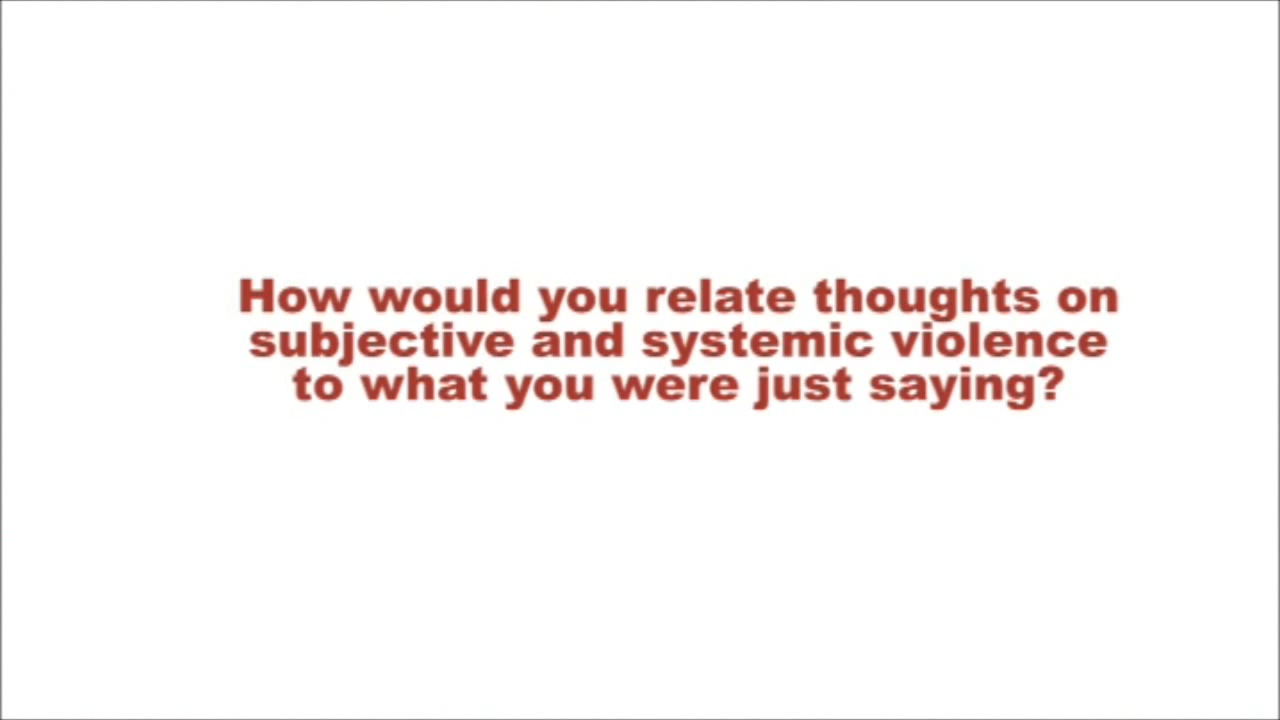 How would you relate thoughts on
subjective and systemic violence
to what you were just saying?